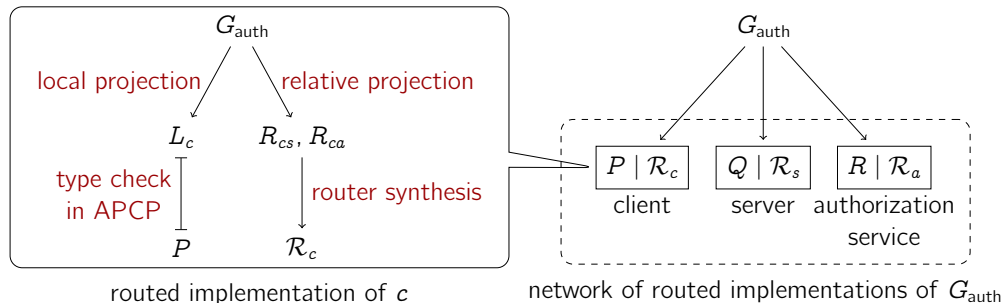 G_auth
local projection
relative projection
L_c
R_cs, R_ca
type check
in APCP
router synthesis
P
ℛ_c
routed implementation of c
G_auth
P | ℛ_c
Q | ℛ_s
R | ℛ_a
client
server
authorization
service
network of routed implementations of G_auth